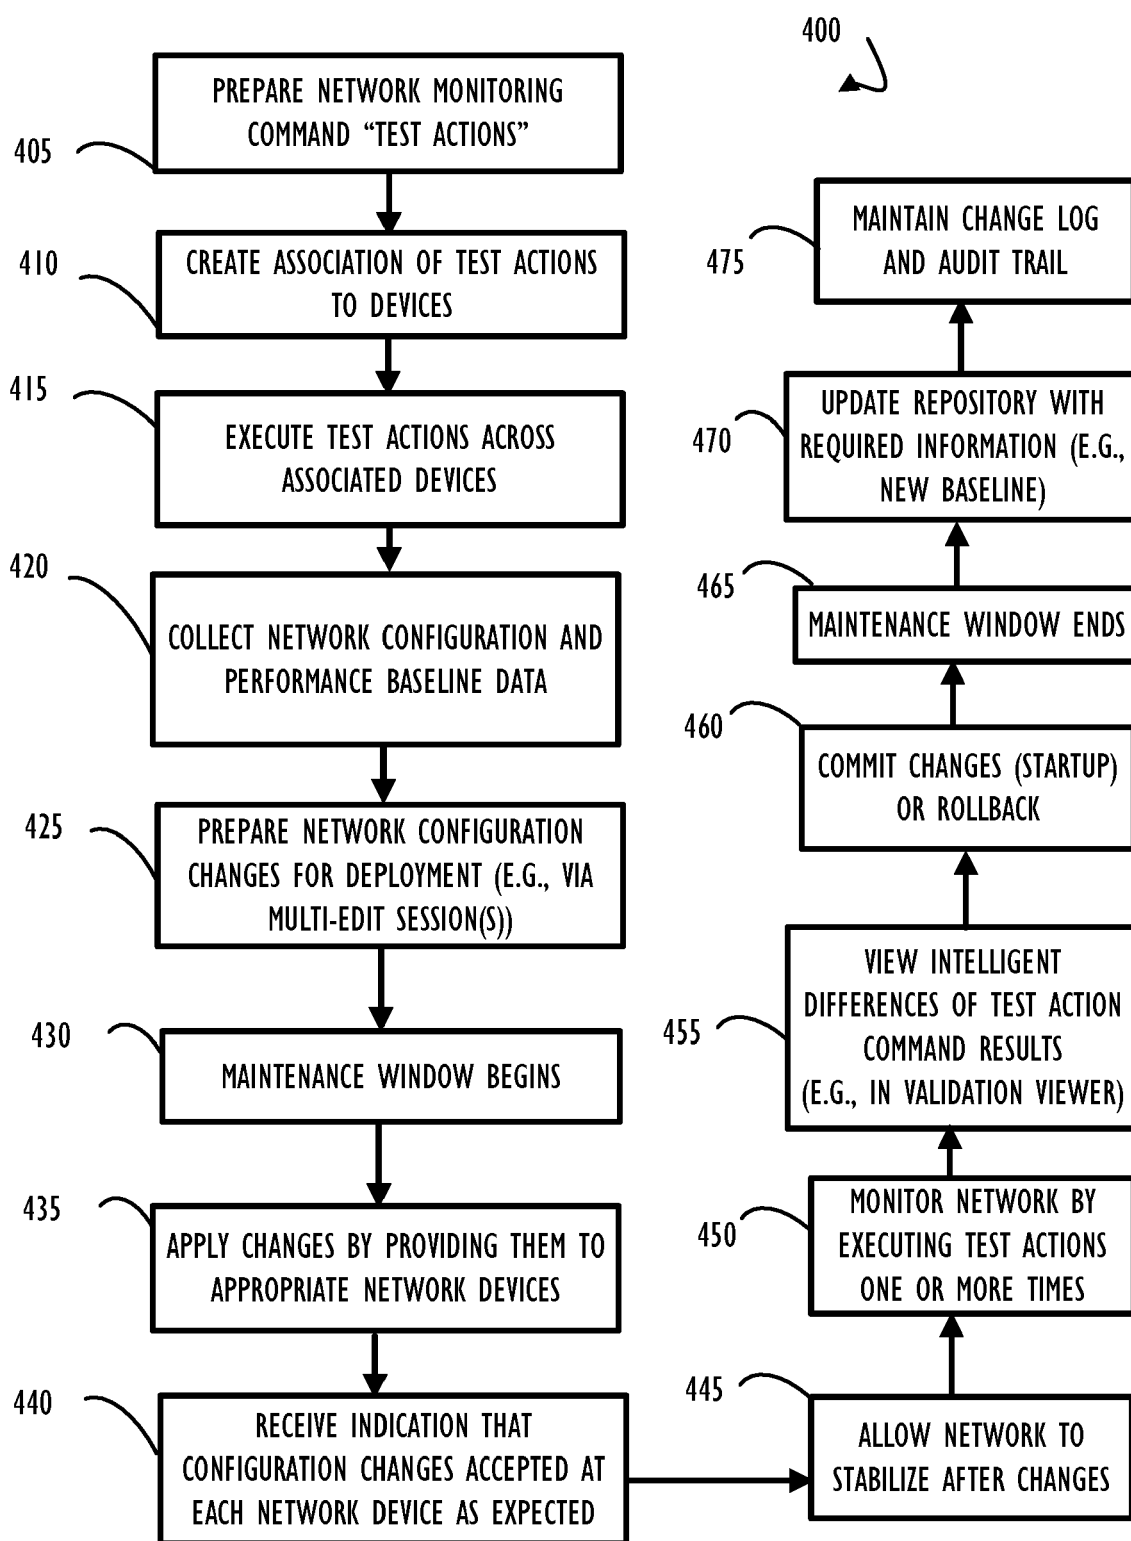 400
PREPARE NETWORK MONITORING
COMMAND “TEST ACTIONS”
405
CREATE ASSOCIATION OF TEST ACTIONS
TO DEVICES
410
415
EXECUTE TEST ACTIONS ACROSS
ASSOCIATED DEVICES
420
COLLECT NETWORK CONFIGURATION AND
PERFORMANCE BASELINE DATA
425
PREPARE NETWORK CONFIGURATION
CHANGES FOR DEPLOYMENT (E.G., VIA
MULTI-EDIT SESSION(S))
430
MAINTENANCE WINDOW BEGINS
435
APPLY CHANGES BY PROVIDING THEM TO
APPROPRIATE NETWORK DEVICES
440
RECEIVE INDICATION THAT
CONFIGURATION CHANGES ACCEPTED AT
EACH NETWORK DEVICE AS EXPECTED
445
ALLOW NETWORK TO
STABILIZE AFTER CHANGES
450
MONITOR NETWORK BY
EXECUTING TEST ACTIONS
ONE OR MORE TIMES
455
VIEW INTELLIGENT
DIFFERENCES OF TEST ACTION
COMMAND RESULTS
(E.G., IN VALIDATION VIEWER)
460
COMMIT CHANGES (STARTUP)
OR ROLLBACK
465
MAINTENANCE WINDOW ENDS
470
UPDATE REPOSITORY WITH
REQUIRED INFORMATION (E.G.,
NEW BASELINE)
475
MAINTAIN CHANGE LOG
AND AUDIT TRAIL